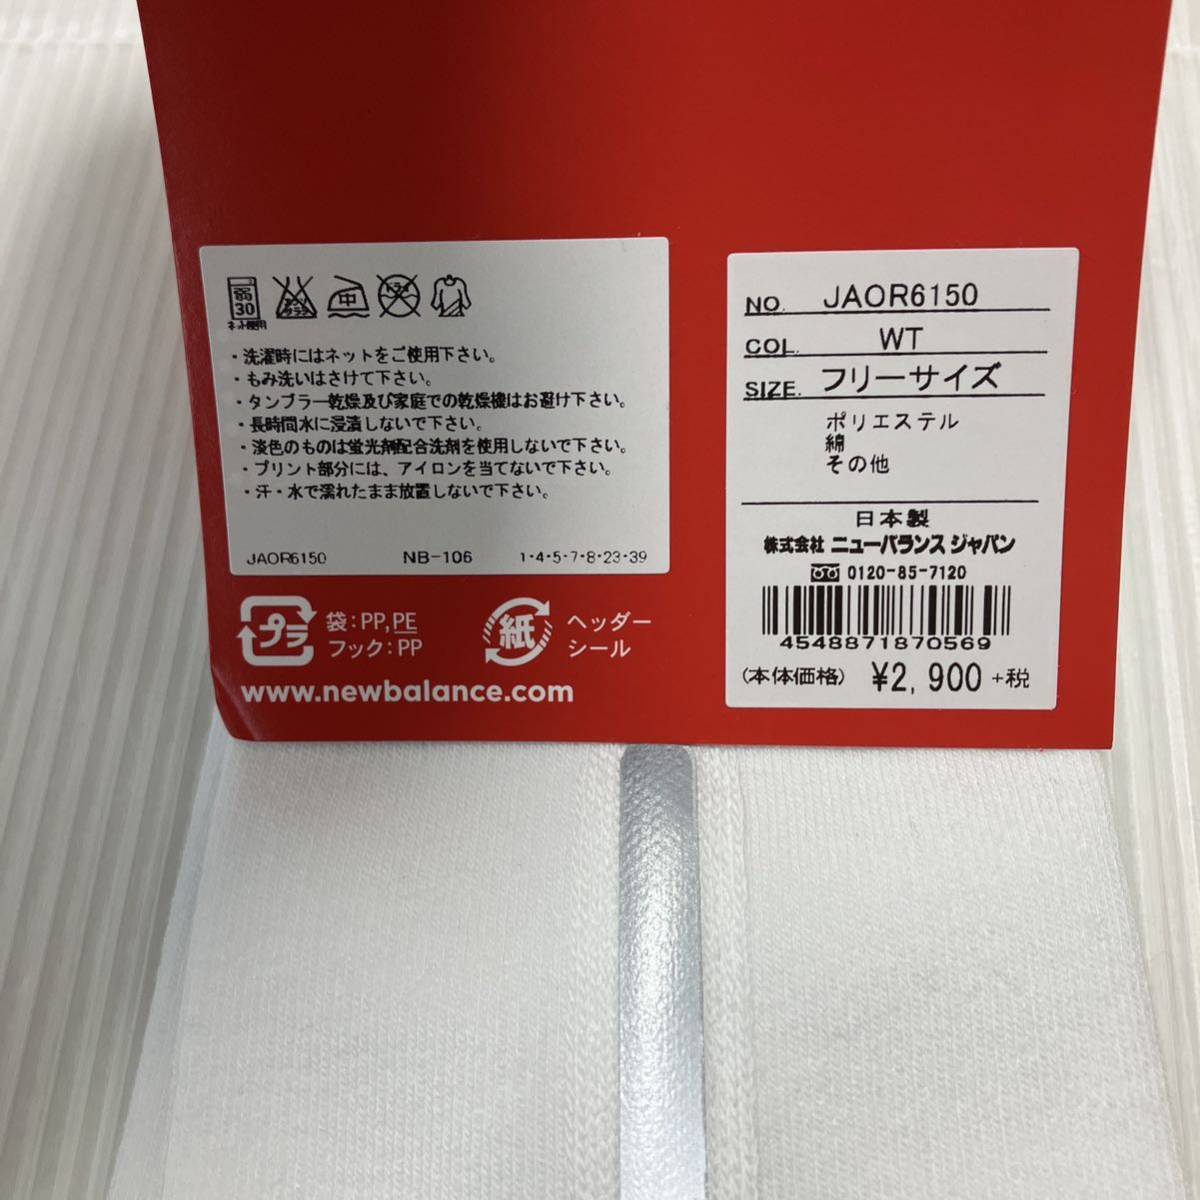 弱
30
ネット使用
エンソサラシ
中
ドライ
・洗濯時にはネットをご使用下さい。
・もみ洗いはさけて下さい。
・タンブラー乾燥及び家庭での乾燥機はお避け下さい。
・長時間水に浸漬しないで下さい。
・淡色のものは蛍光剤配合洗剤を使用しないで下さい。
・プリント部分には、アイロンを当てないで下さい。
・汗・水で濡れたまま放置しないで下さい。
JAOR6150 NB-106 1・4・5・7・8・23・39
プラ
袋:PP,PE
フック:PP
紙
ヘッダー
シール
www.newbalance.com
NO. JAOR6150
COL. WT
SIZE. フリーサイズ
ポリエステル
綿
その他
日本製
株式会社 ニューバランス ジャパン
0120-85-7120
4548871870569
(本体価格) ¥2,900 +税